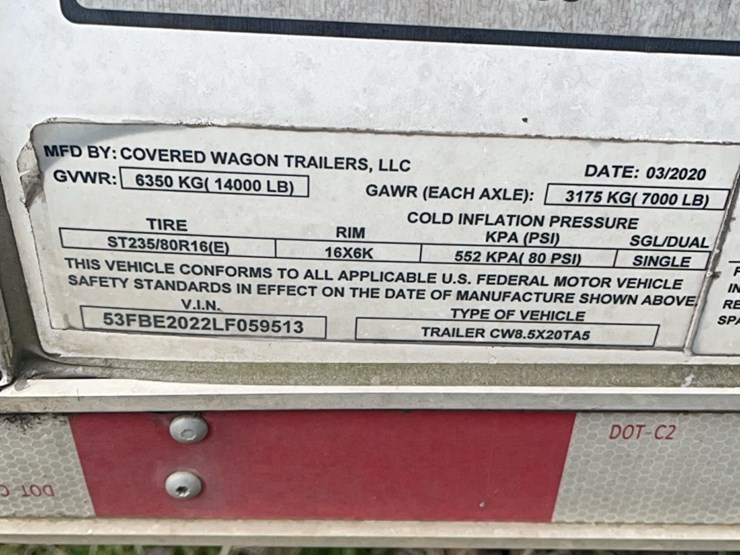 MFD BY: COVERED WAGON TRAILERS, LLC
DATE: 03/2020
GVWR: 6350 KG( 14000 LB)
GAWR (EACH AXLE): 3175 KG( 7000 LB)
COLD INFLATION PRESSURE
TIRE RIM KPA (PSI) SGL/DUAL
ST235/80R16(E) 16X6K 552 KPA( 80 PSI) SINGLE
THIS VEHICLE CONFORMS TO ALL APPLICABLE U.S. FEDERAL MOTOR VEHICLE
SAFETY STANDARDS IN EFFECT ON THE DATE OF MANUFACTURE SHOWN ABOVE
V.I.N. TYPE OF VEHICLE
53FBE2022LF059513 TRAILER CW8.5X20TA5
DOT-C2
DOT C